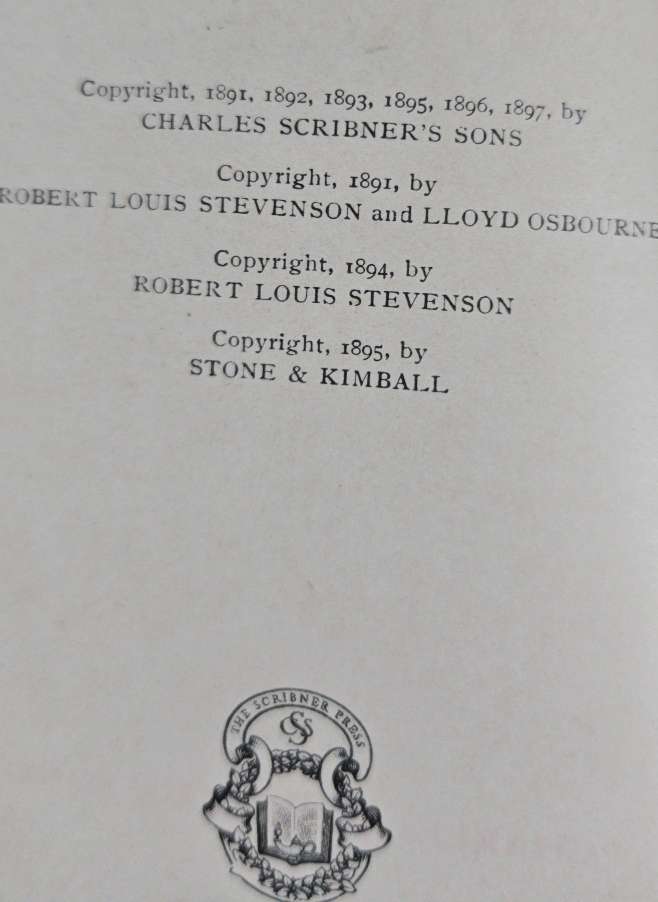 Copyright, 1891, 1892, 1893, 1895, 1896, 1897, by
CHARLES SCRIBNER'S SONS
Copyright, 1891, by
ROBERT LOUIS STEVENSON and LLOYD OSBOURNE
Copyright, 1894, by
ROBERT LOUIS STEVENSON
Copyright, 1895, by
STONE & KIMBALL
THE SCRIBNER PRESS
CSS